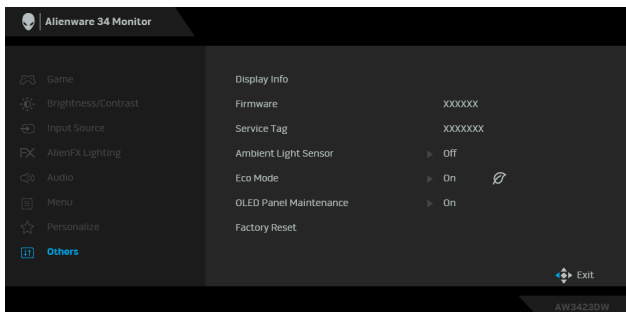 Alienware 34 Monitor
Game
Brightness/Contrast
Input Source
AlienFX Lighting
Audio
Menu
Personalize
Others
Display Info
Firmware XXXXXX
Service Tag XXXXXXX
Ambient Light Sensor Off
Eco Mode On
OLED Panel Maintenance On
Factory Reset
Exit
AW3423DW